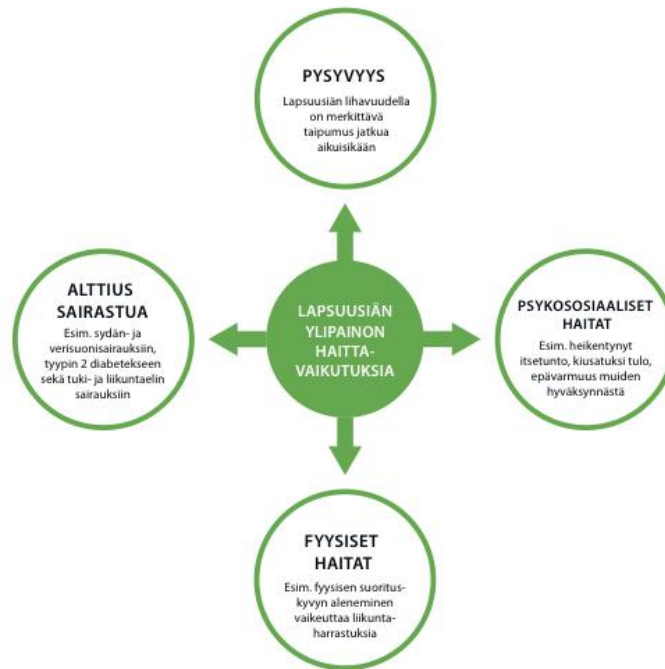 PYSYVYYS
Lapsuusiän lihavuudella
on merkittävä
taipumus jatkua
aikuisikään
ALTTIUS
SAIRASTUA
Esim. sydän- ja
verisuonisairauksiin,
tyypin 2 diabetekseen
sekä tuki- ja liikuntaelin
sairauksiin
LAPSUUSIÄN
YLIPAINON
HAITTA-
VAIKUTUKSIA
PSYKOSOSIAALISET
HAITAT
Esim. heikentynyt
itsetunto, kiusatuksi tulo,
epävarmuus muiden
hyväksynnästä
FYYSISET
HAITAT
Esim. fyysisen suoritus-
kyvyn aleneminen
vaikeuttaa liikunta-
harrastuksia